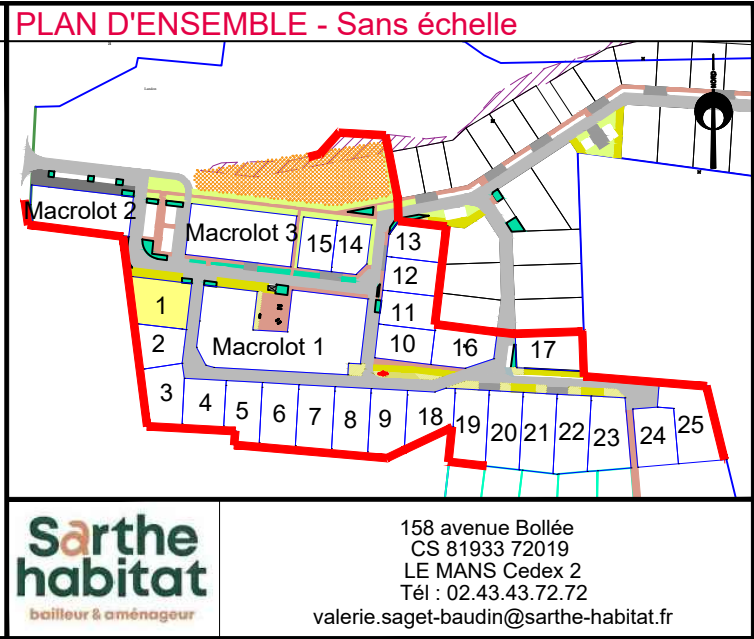 PLAN D'ENSEMBLE - Sans échelle
Macrolot 2
Macrolot 3
15
14
13
12
11
10
16
17
1
2
3
Macrolot 1
4
5
6
7
8
9
18
19
20
21
22
23
24
25
Sarthe
habitat
bailleur & aménageur
158 avenue Bollée
CS 81933 72019
LE MANS Cedex 2
Tél : 02.43.43.72.72
valerie.saget-baudin@sarthe-habitat.fr